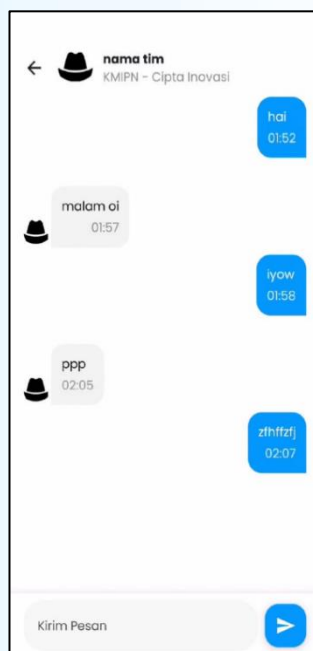 nama tim
KMIPN - Cipta Inovasi
hai
01:52
malam oi
01:57
iyow
01:58
ppp
02:05
zfhffzfj
02:07
Kirim Pesan